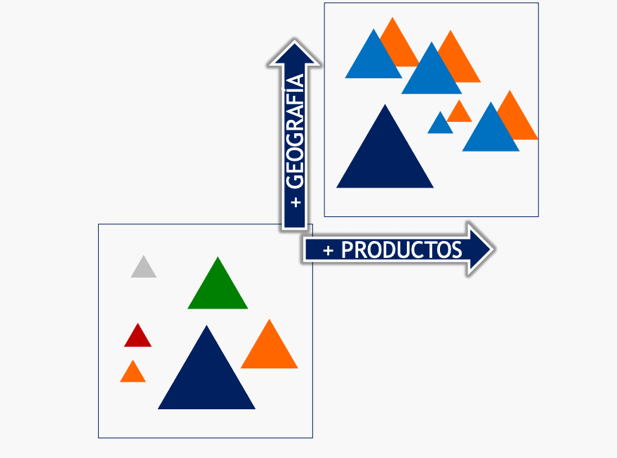 + GEOGRAFÍA
+ PRODUCTOS